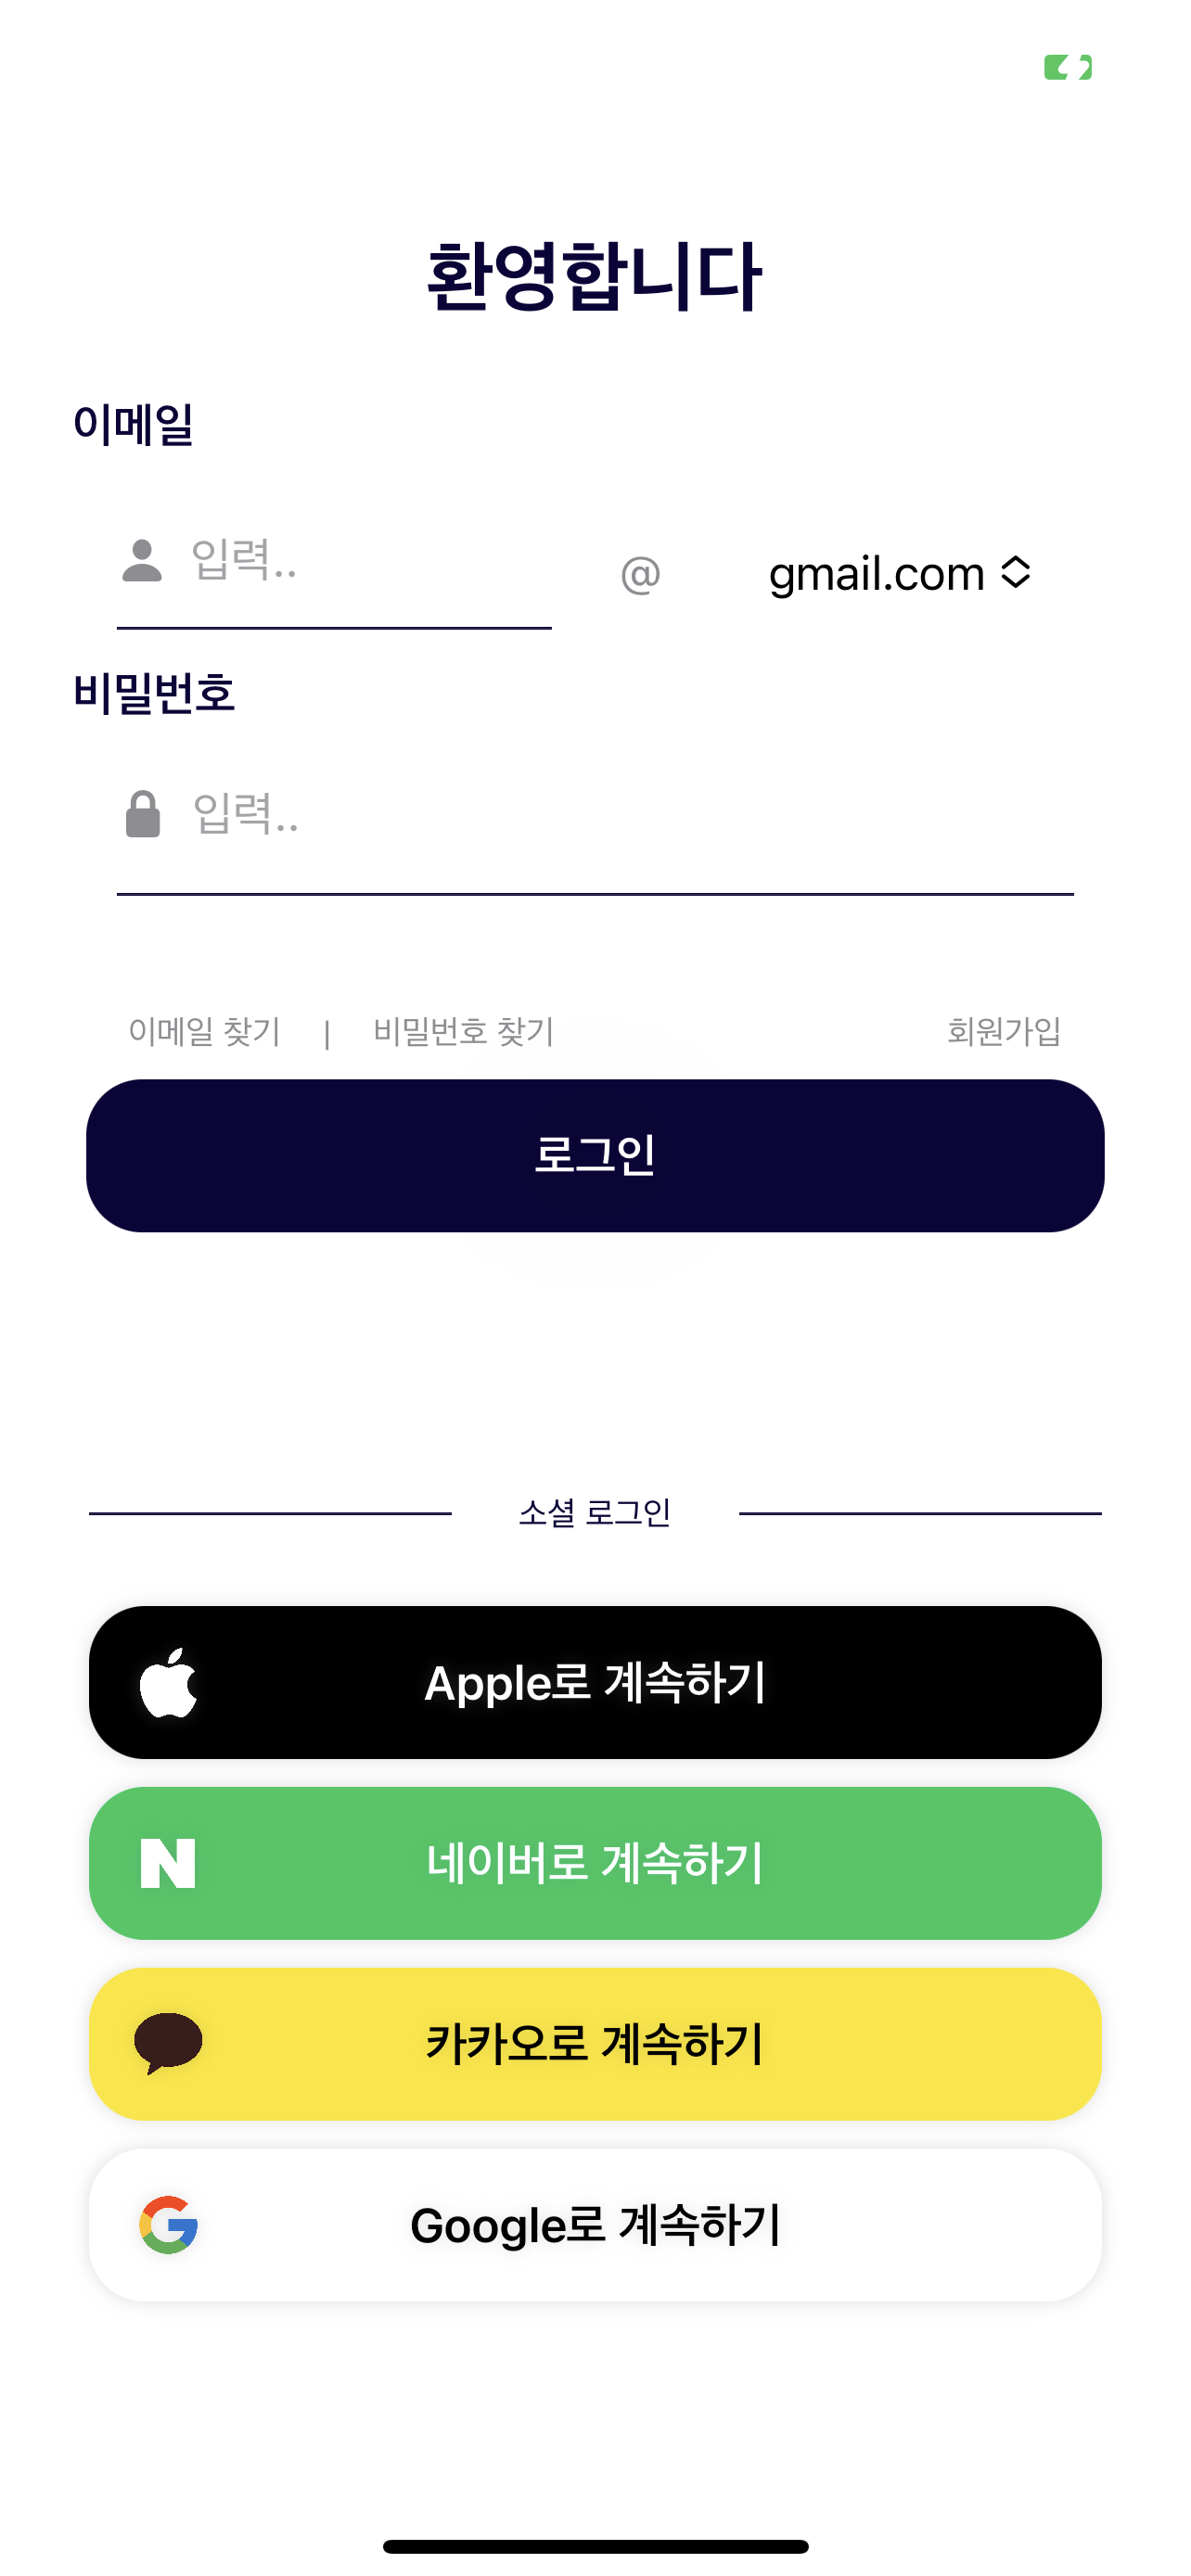 환영합니다
이메일
입력..
@
gmail.com
비밀번호
입력..
이메일 찾기 | 비밀번호 찾기 회원가입
로그인
소셜 로그인
Apple로 계속하기
N 네이버로 계속하기
카카오로 계속하기
G Google로 계속하기